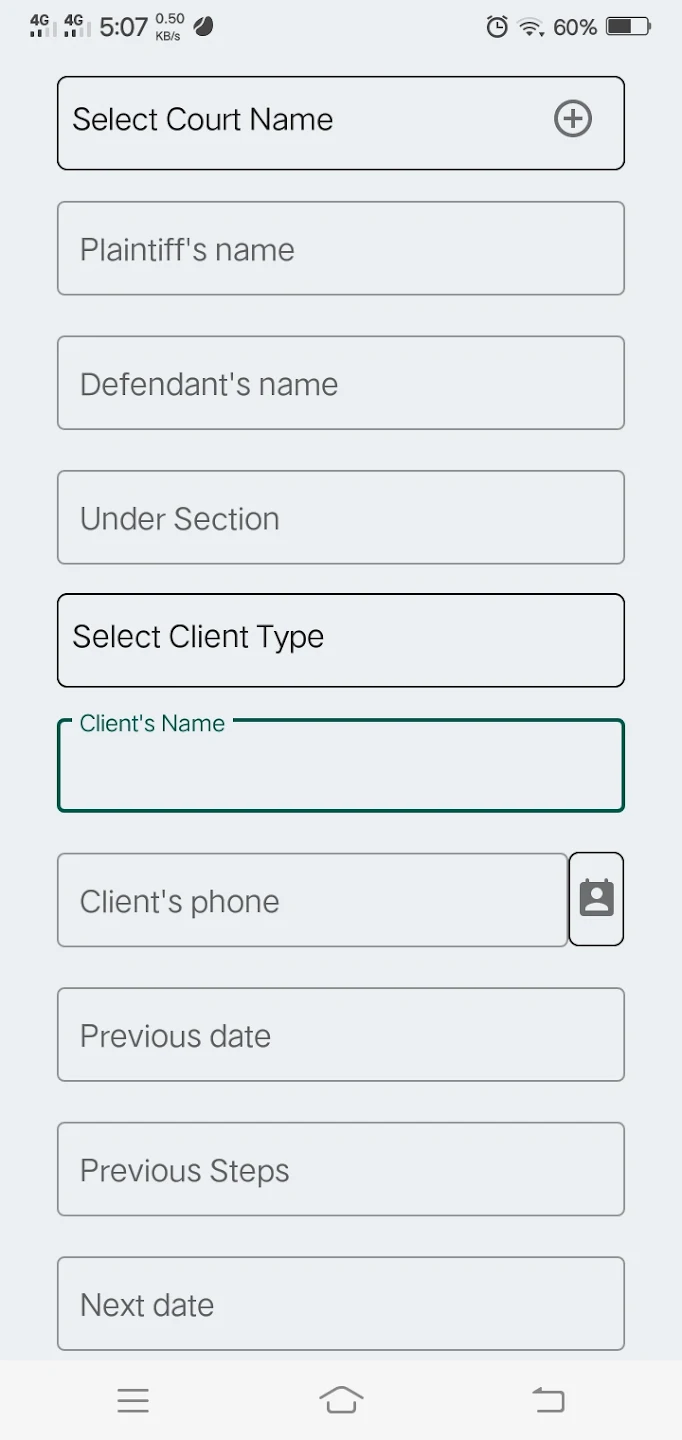 4G 4G 5:07 0.50 KB/s 60%
Select Court Name
Plaintiff's name
Defendant's name
Under Section
Select Client Type
Client's Name
Client's phone
Previous date
Previous Steps
Next date